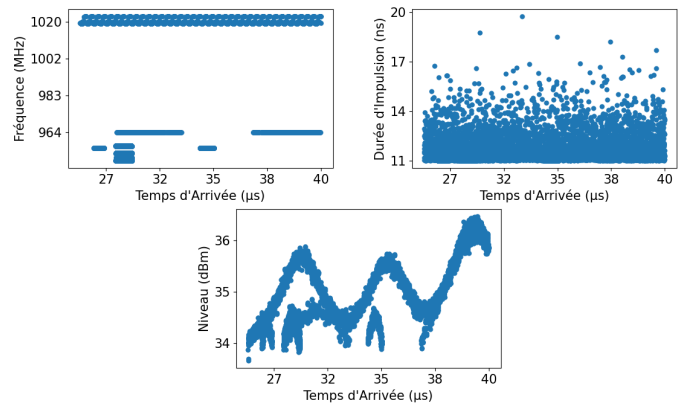 1020
1002
983
964
Fréquence (MHz)
27 32 35 38 40
Temps d'Arrivée (µs)
20
17
14
11
Durée d'Impulsion (ns)
27 32 35 38 40
Temps d'Arrivée (µs)
36
35
34
Niveau (dBm)
27 32 35 38 40
Temps d'Arrivée (µs)